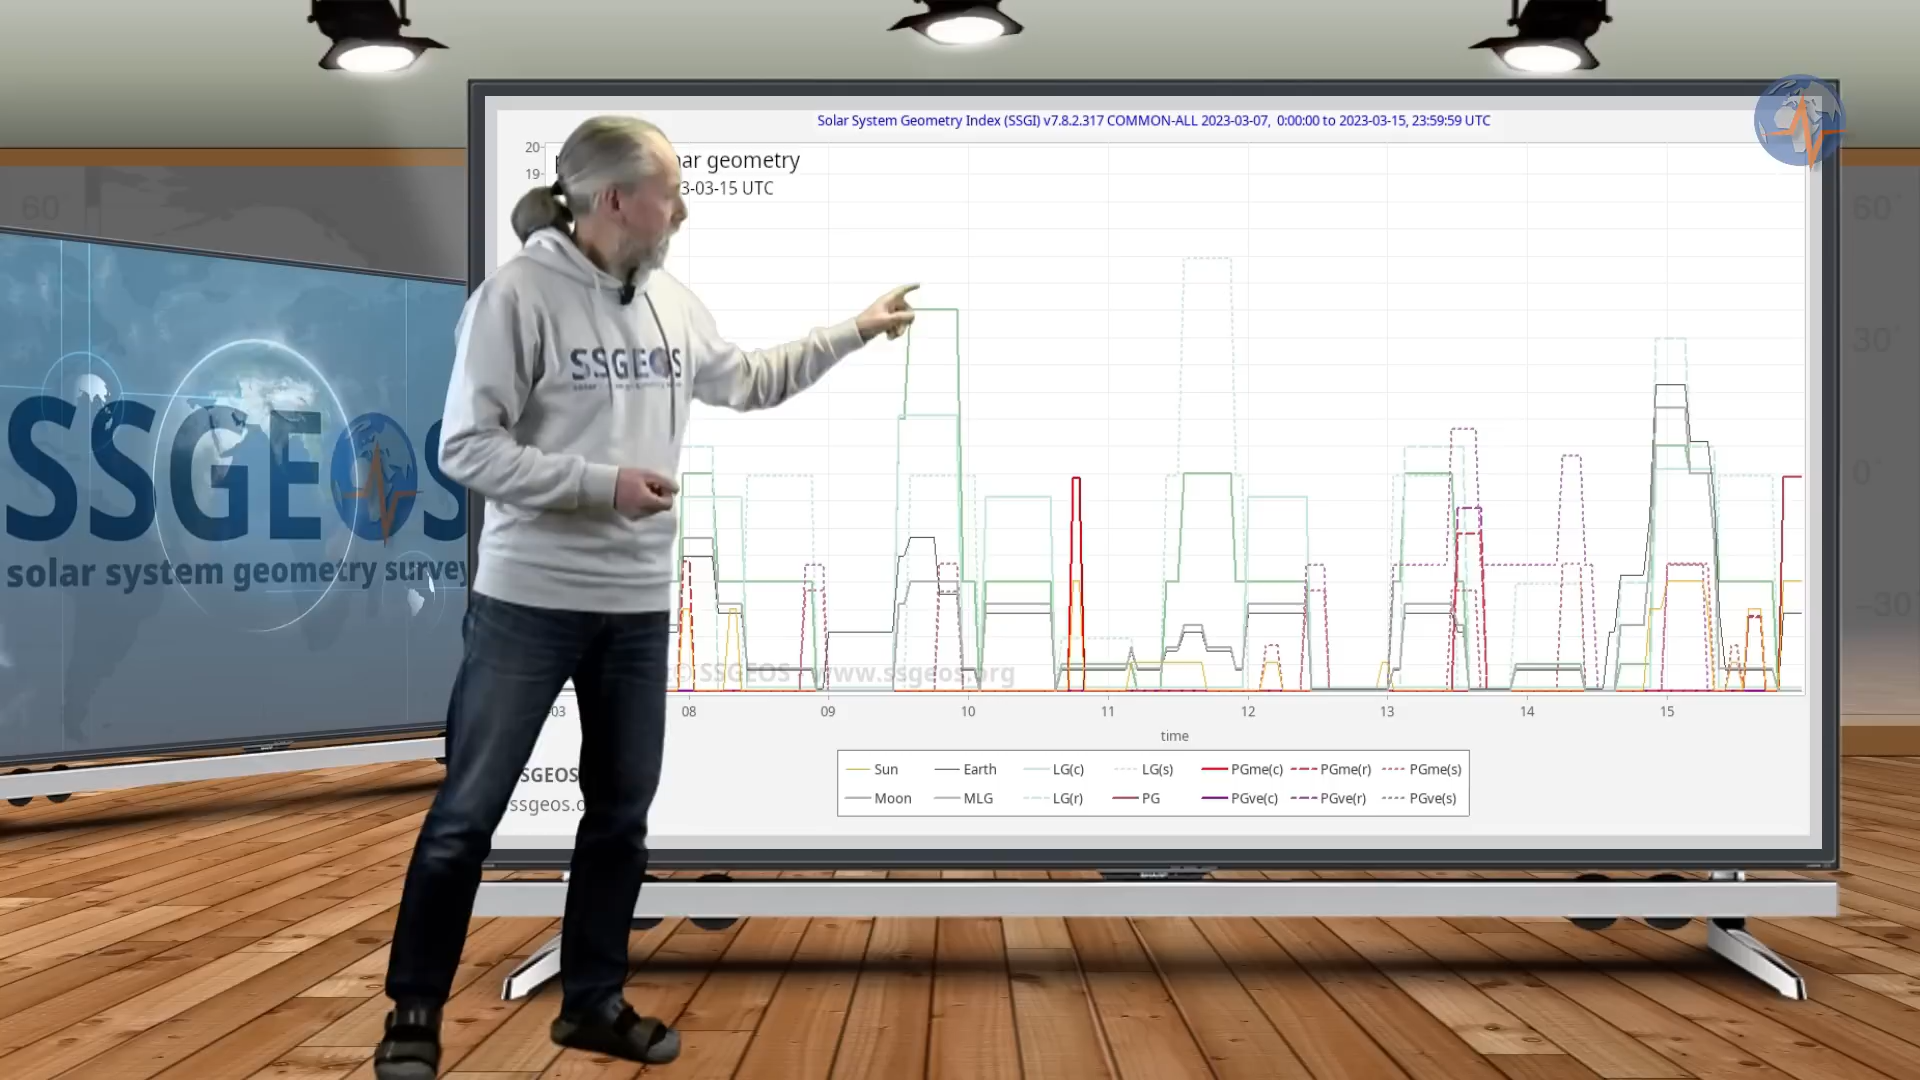 Solar System Geometry Index (SSGI) v7.8.2.317 COMMON-ALL 2023-03-07, 0:00:00 to 2023-03-15, 23:59:59 UTC
20
19
nar geometry
3-03-15 UTC
60
60°
30°
0°
-30°
SSGEOS
solar system geometry survey
SSGEOS
© SSGEOS www.ssgeos.org
03 08 09 10 11 12 13 14 15
time
SGEOS
ssgeos.o
Sun Earth LG(c) LG(s) PGme(c) PGme(r) PGme(s)
Moon MLG LG(r) PG PGve(c) PGve(r) PGve(s)